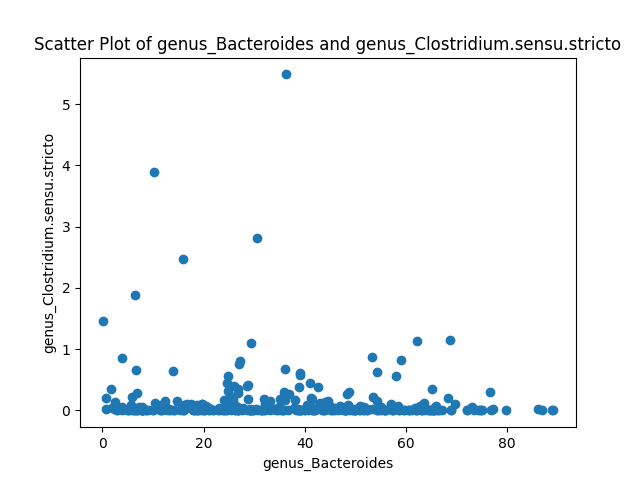 Scatter Plot of genus_Bacteroides and genus_Clostridium.sensu.stricto
genus_Clostridium.sensu.stricto
5
4
3
2
1
0
0 20 40 60 80
genus_Bacteroides